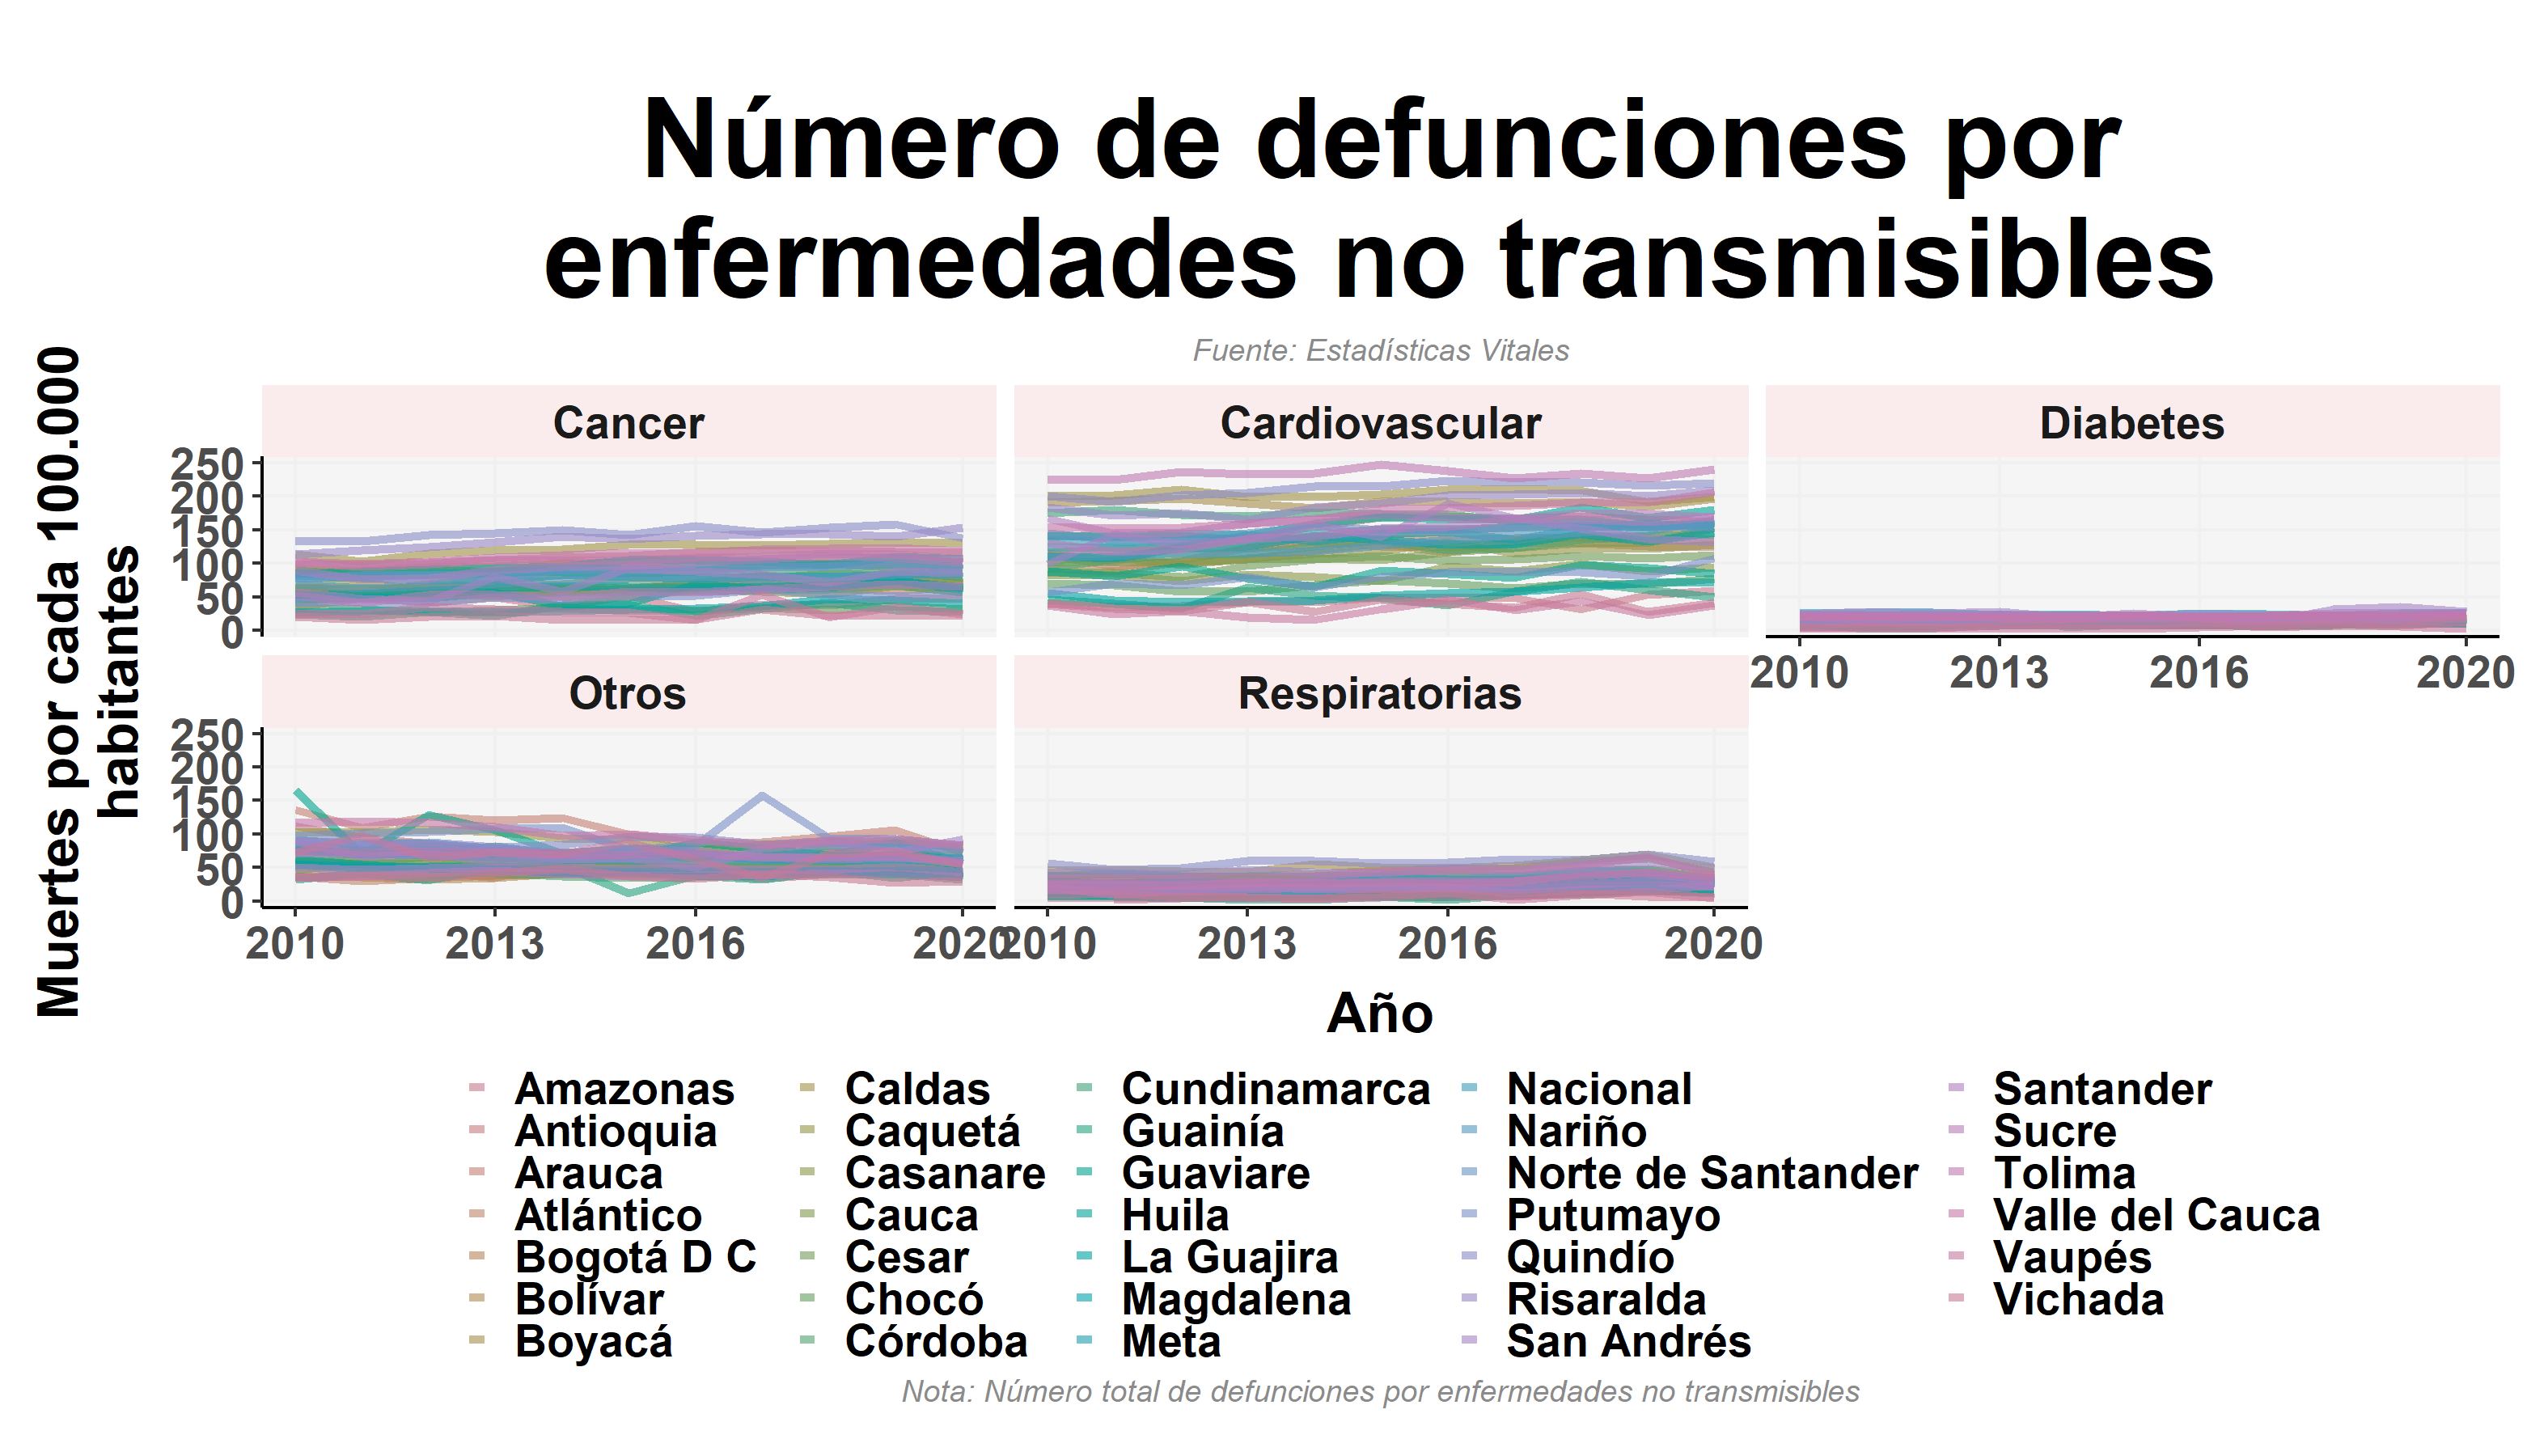 Número de defunciones por
enfermedades no transmisibles
Fuente: Estadísticas Vitales
Muertes por cada 100.000
habitantes
Cancer
Cardiovascular
Diabetes
250
200
150
100
50
0
2010
2013
2016
2020
Otros
Respiratorias
250
200
150
100
50
0
2010
2013
2016
2020
2010
2013
2016
2020
Año
Amazonas
Antioquia
Arauca
Atlántico
Bogotá D C
Bolívar
Boyacá
Caldas
Caquetá
Casanare
Cauca
Cesar
Chocó
Córdoba
Cundinamarca
Guainía
Guaviare
Huila
La Guajira
Magdalena
Meta
Nacional
Nariño
Norte de Santander
Putumayo
Quindío
Risaralda
San Andrés
Santander
Sucre
Tolima
Valle del Cauca
Vaupés
Vichada
Nota: Número total de defunciones por enfermedades no transmisibles